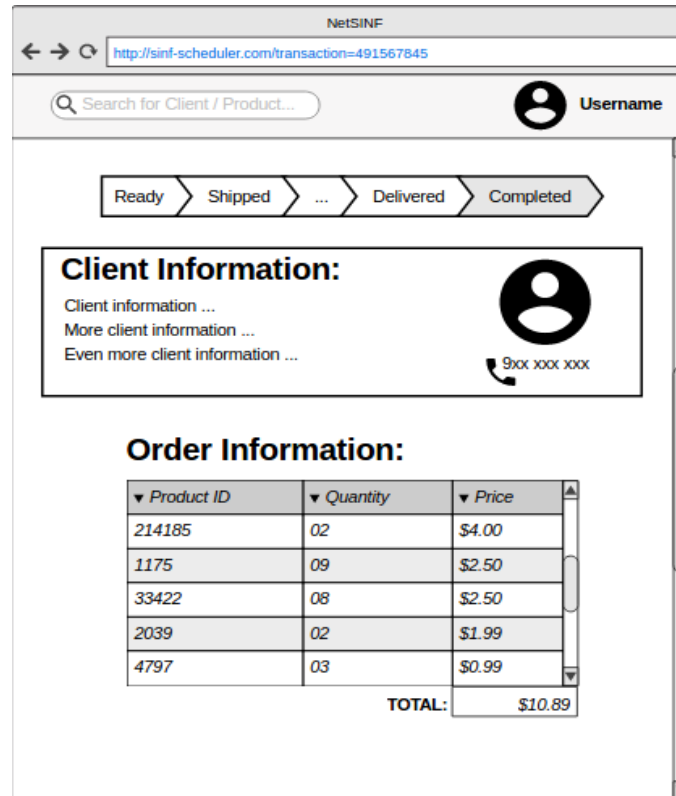 NetSINF
http://sinf-scheduler.com/transaction=491567845
Search for Client / Product...
Username
Ready Shipped ... Delivered Completed
Client Information:
Client information ...
More client information ...
Even more client information ...
9xx xxx xxx
Order Information:
Product ID Quantity Price
214185 02 $4.00
1175 09 $2.50
33422 08 $2.50
2039 02 $1.99
4797 03 $0.99
TOTAL: $10.89